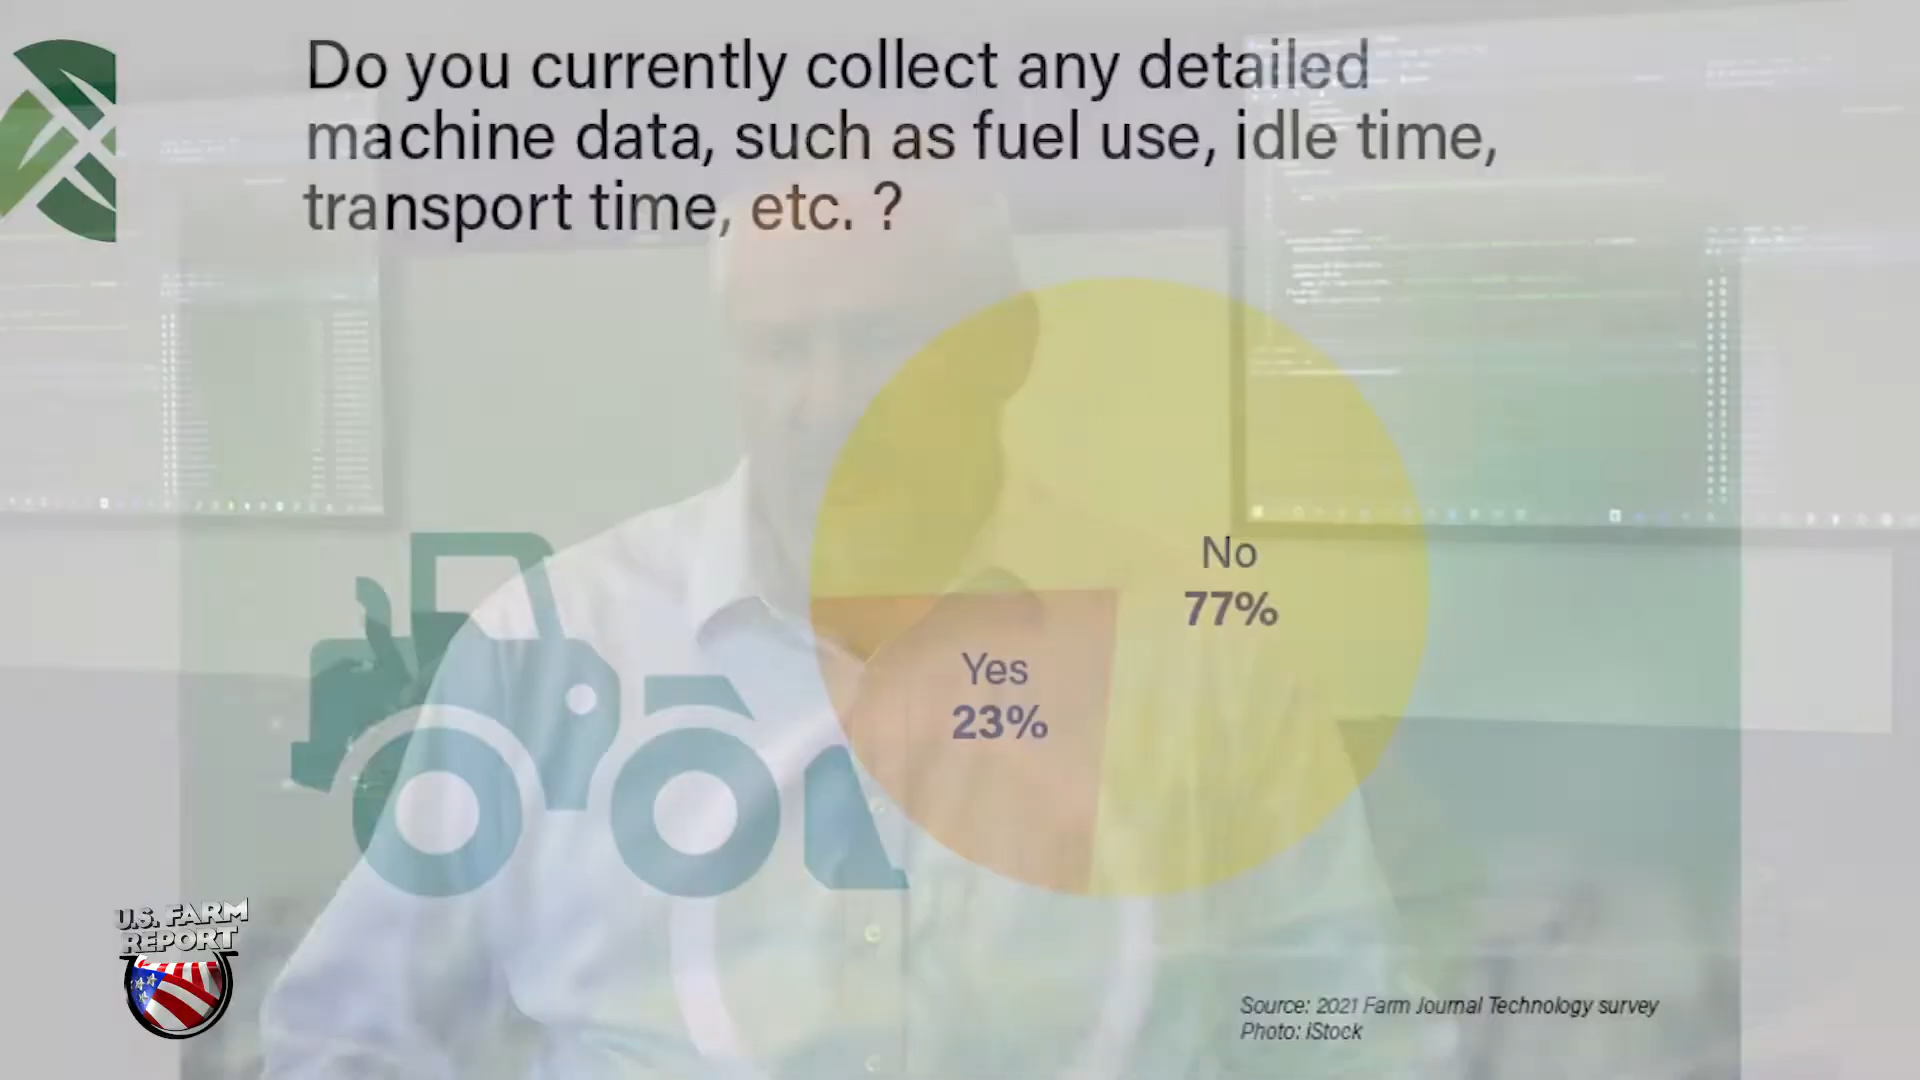 Do you currently collect any detailed
machine data, such as fuel use, idle time,
transport time, etc. ?
No
77%
Yes
23%
U.S. FARM
REPORT
Source: 2021 Farm Journal Technology survey
Photo: iStock